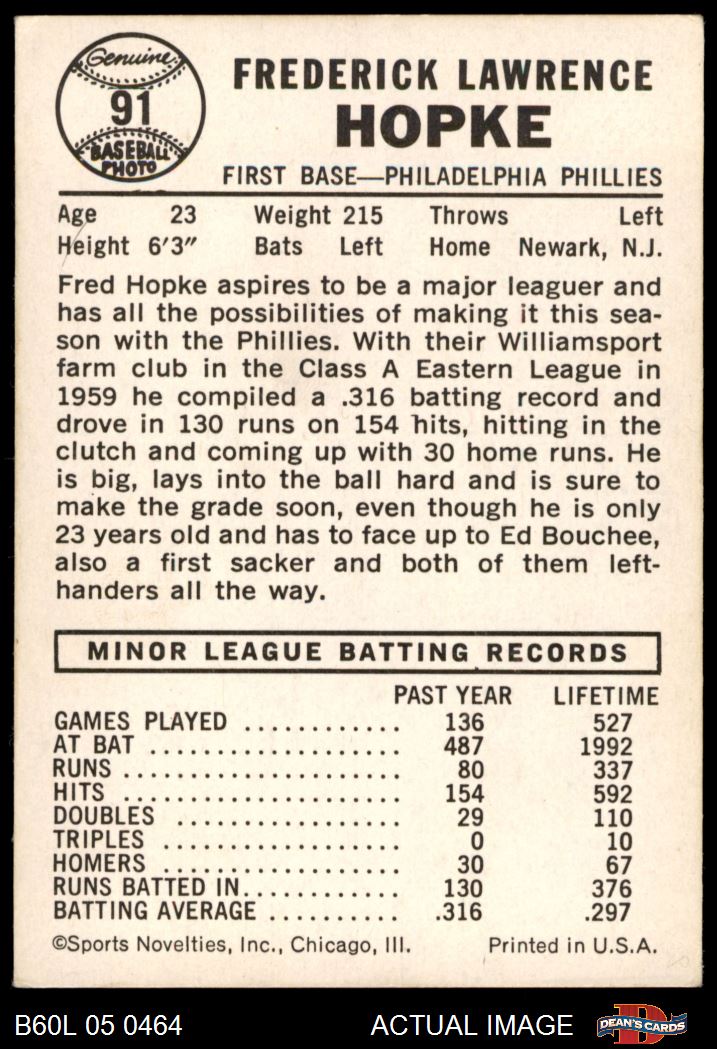 Genuine
91
BASEBALL
PHOTO
FREDERICK LAWRENCE
HOPKE
FIRST BASE—PHILADELPHIA PHILLIES
Age 23 Weight 215 Throws Left
Height 6'3" Bats Left Home Newark, N.J.
Fred Hopke aspires to be a major leaguer and
has all the possibilities of making it this sea-
son with the Phillies. With their Williamsport
farm club in the Class A Eastern League in
1959 he compiled a .316 batting record and
drove in 130 runs on 154 hits, hitting in the
clutch and coming up with 30 home runs. He
is big, lays into the ball hard and is sure to
make the grade soon, even though he is only
23 years old and has to face up to Ed Bouchee,
also a first sacker and both of them left-
handers all the way.
MINOR LEAGUE BATTING RECORDS
PAST YEAR LIFETIME
GAMES PLAYED ............ 136 527
AT BAT .................... 487 1992
RUNS ...................... 80 337
HITS ...................... 154 592
DOUBLES .................. 29 110
TRIPLES ................... 0 10
HOMERS ................... 30 67
RUNS BATTED IN............ 130 376
BATTING AVERAGE .......... .316 .297
©Sports Novelties, Inc., Chicago, Ill. Printed in U.S.A.
B60L 05 0464 ACTUAL IMAGE D DEAN'S CARDS